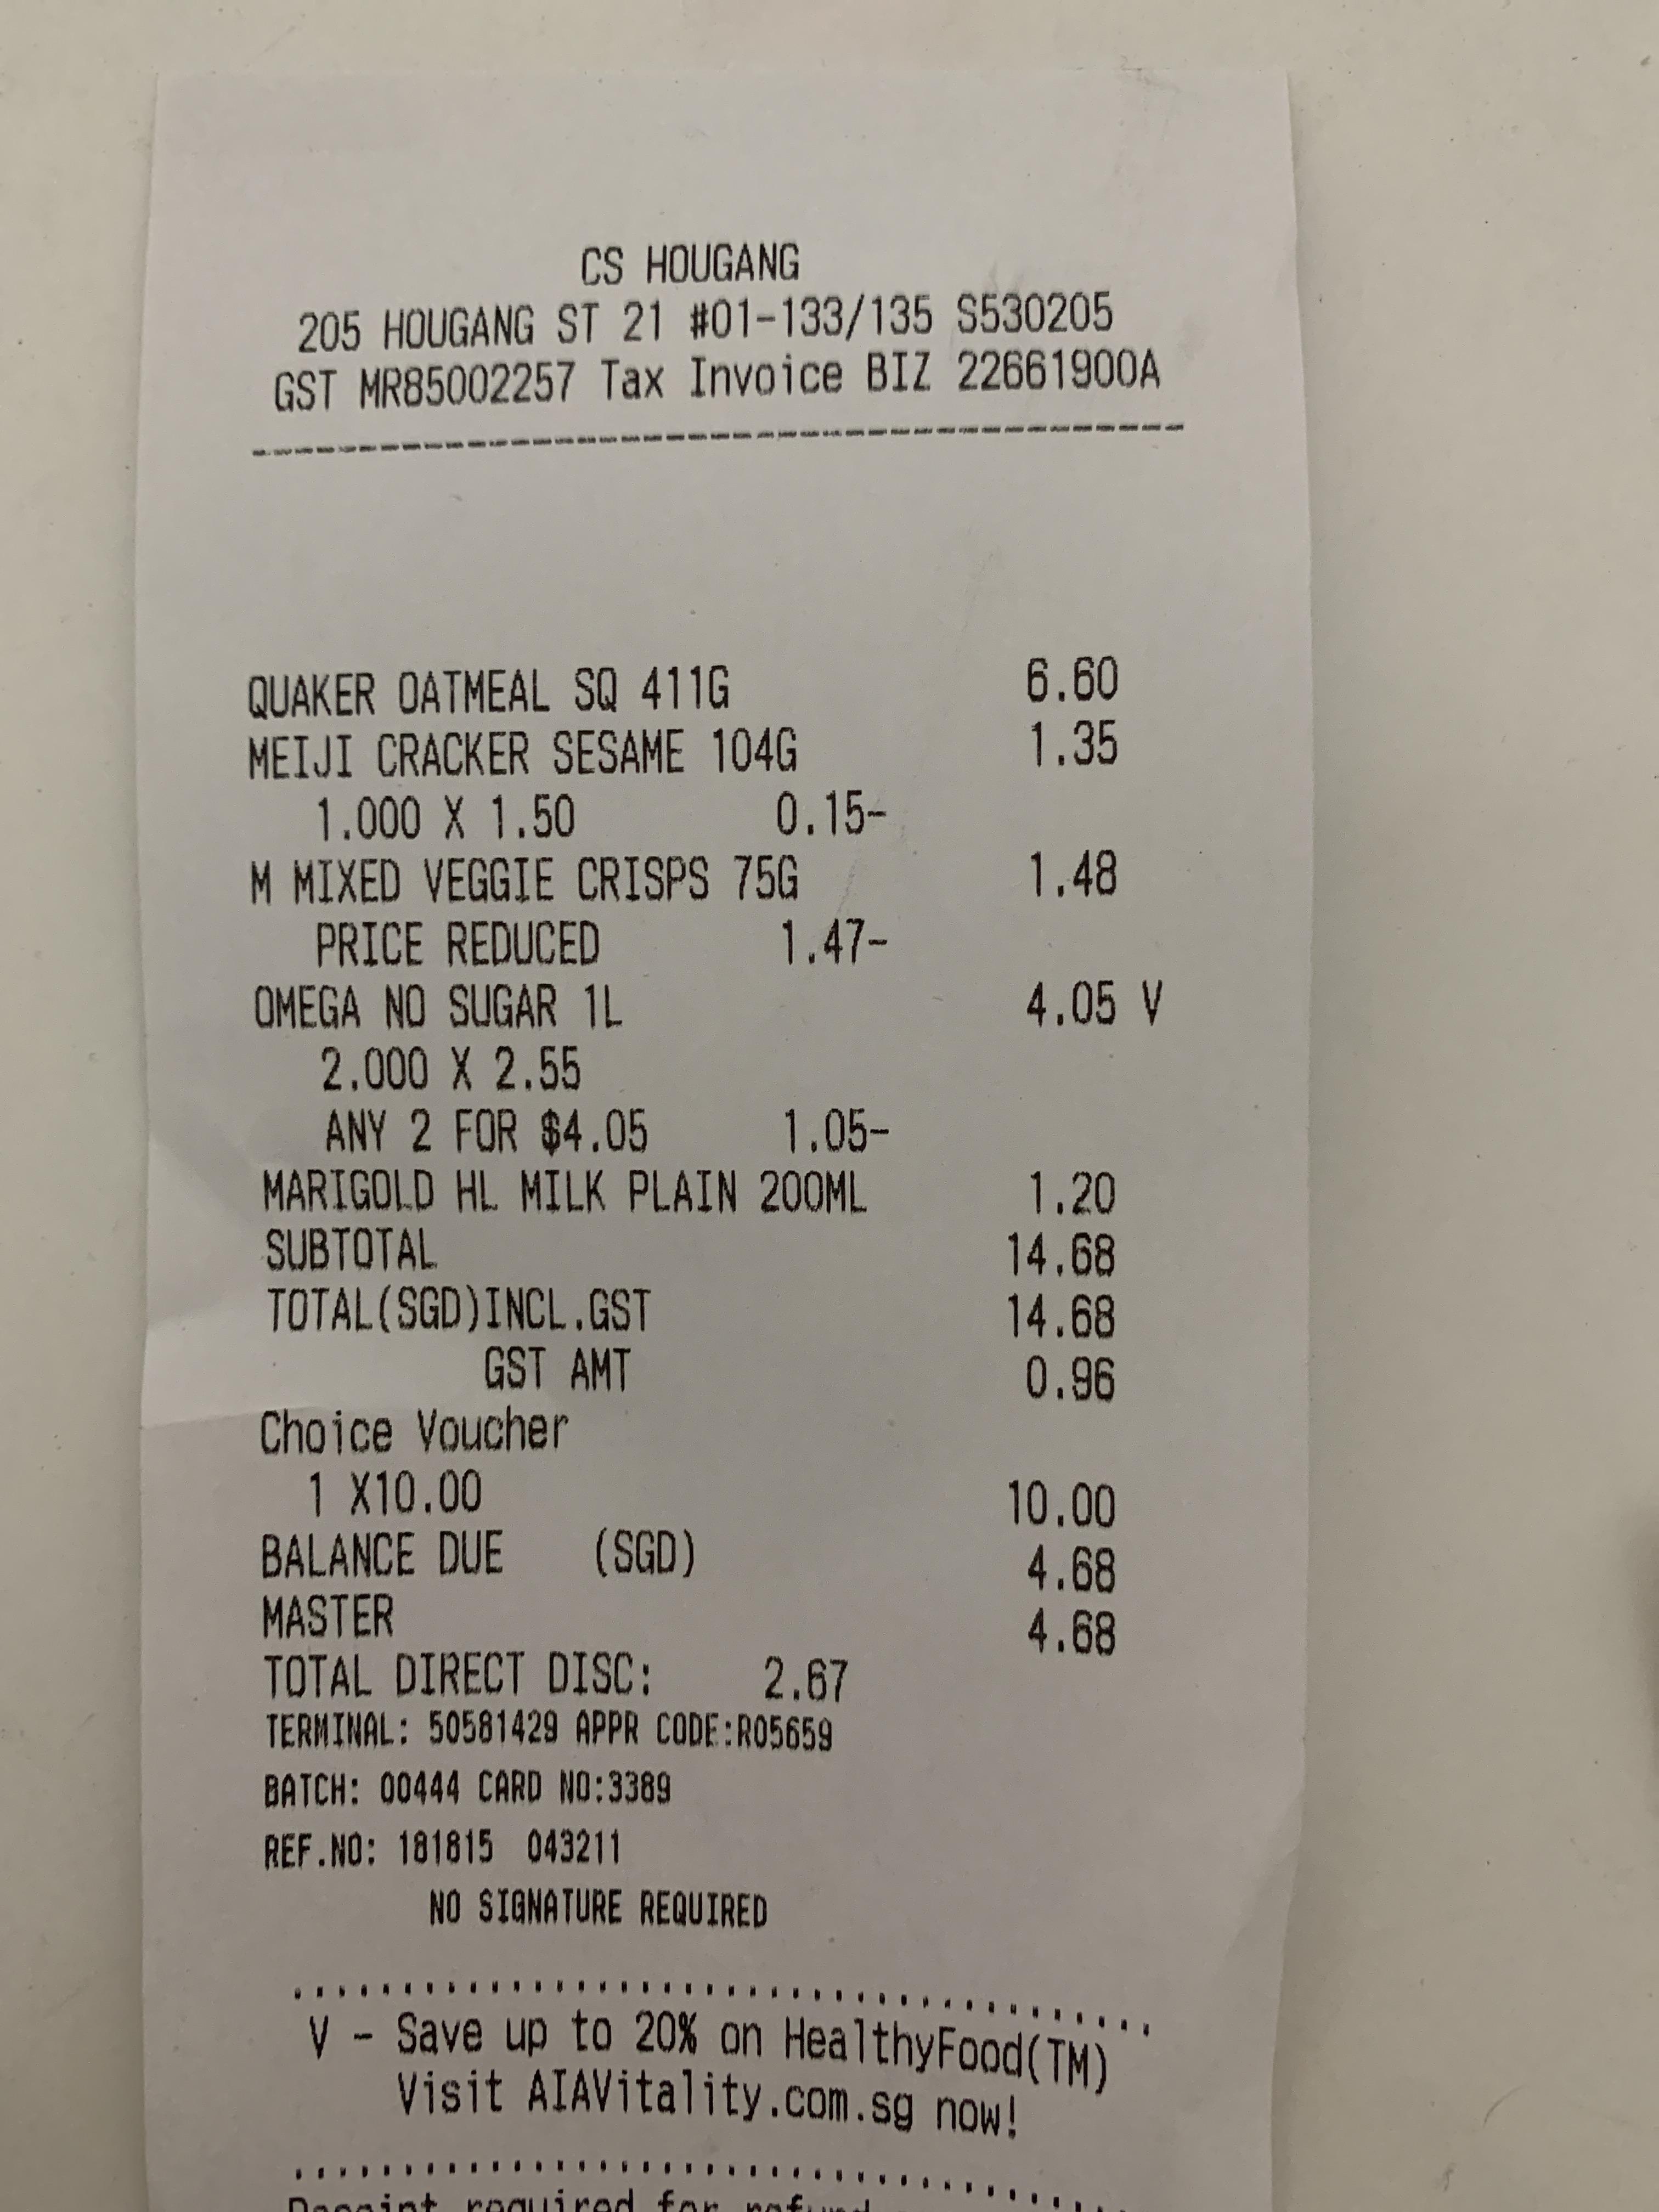 CS HOUGANG
205 HOUGANG ST 21 #01-133/135 S530205
GST MR85002257 Tax Invoice BIZ 22661900A
QUAKER OATMEAL SQ 411G 6.60
MEIJI CRACKER SESAME 104G 1.35
1.000 X 1.50 0.15-
M MIXED VEGGIE CRISPS 75G 1.48
PRICE REDUCED 1.47-
OMEGA NO SUGAR 1L 4.05 V
2.000 X 2.55
ANY 2 FOR $4.05 1.05-
MARIGOLD HL MILK PLAIN 200ML 1.20
SUBTOTAL 14.68
TOTAL(SGD)INCL.GST 14.68
GST AMT 0.96
Choice Voucher
1 X10.00 10.00
BALANCE DUE (SGD) 4.68
MASTER 4.68
TOTAL DIRECT DISC: 2.67
TERMINAL: 50581429 APPR CODE:R05659
BATCH: 00444 CARD NO:3389
REF.NO: 181815 043211
NO SIGNATURE REQUIRED
V - Save up to 20% on HealthyFood(TM)
Visit AIAVitality.com.sg now!
Receipt required for refund